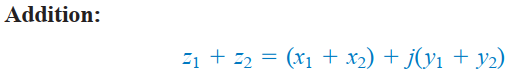 Addition:
z₁ + z₂ = (x₁ + x₂) + j(y₁ + y₂)